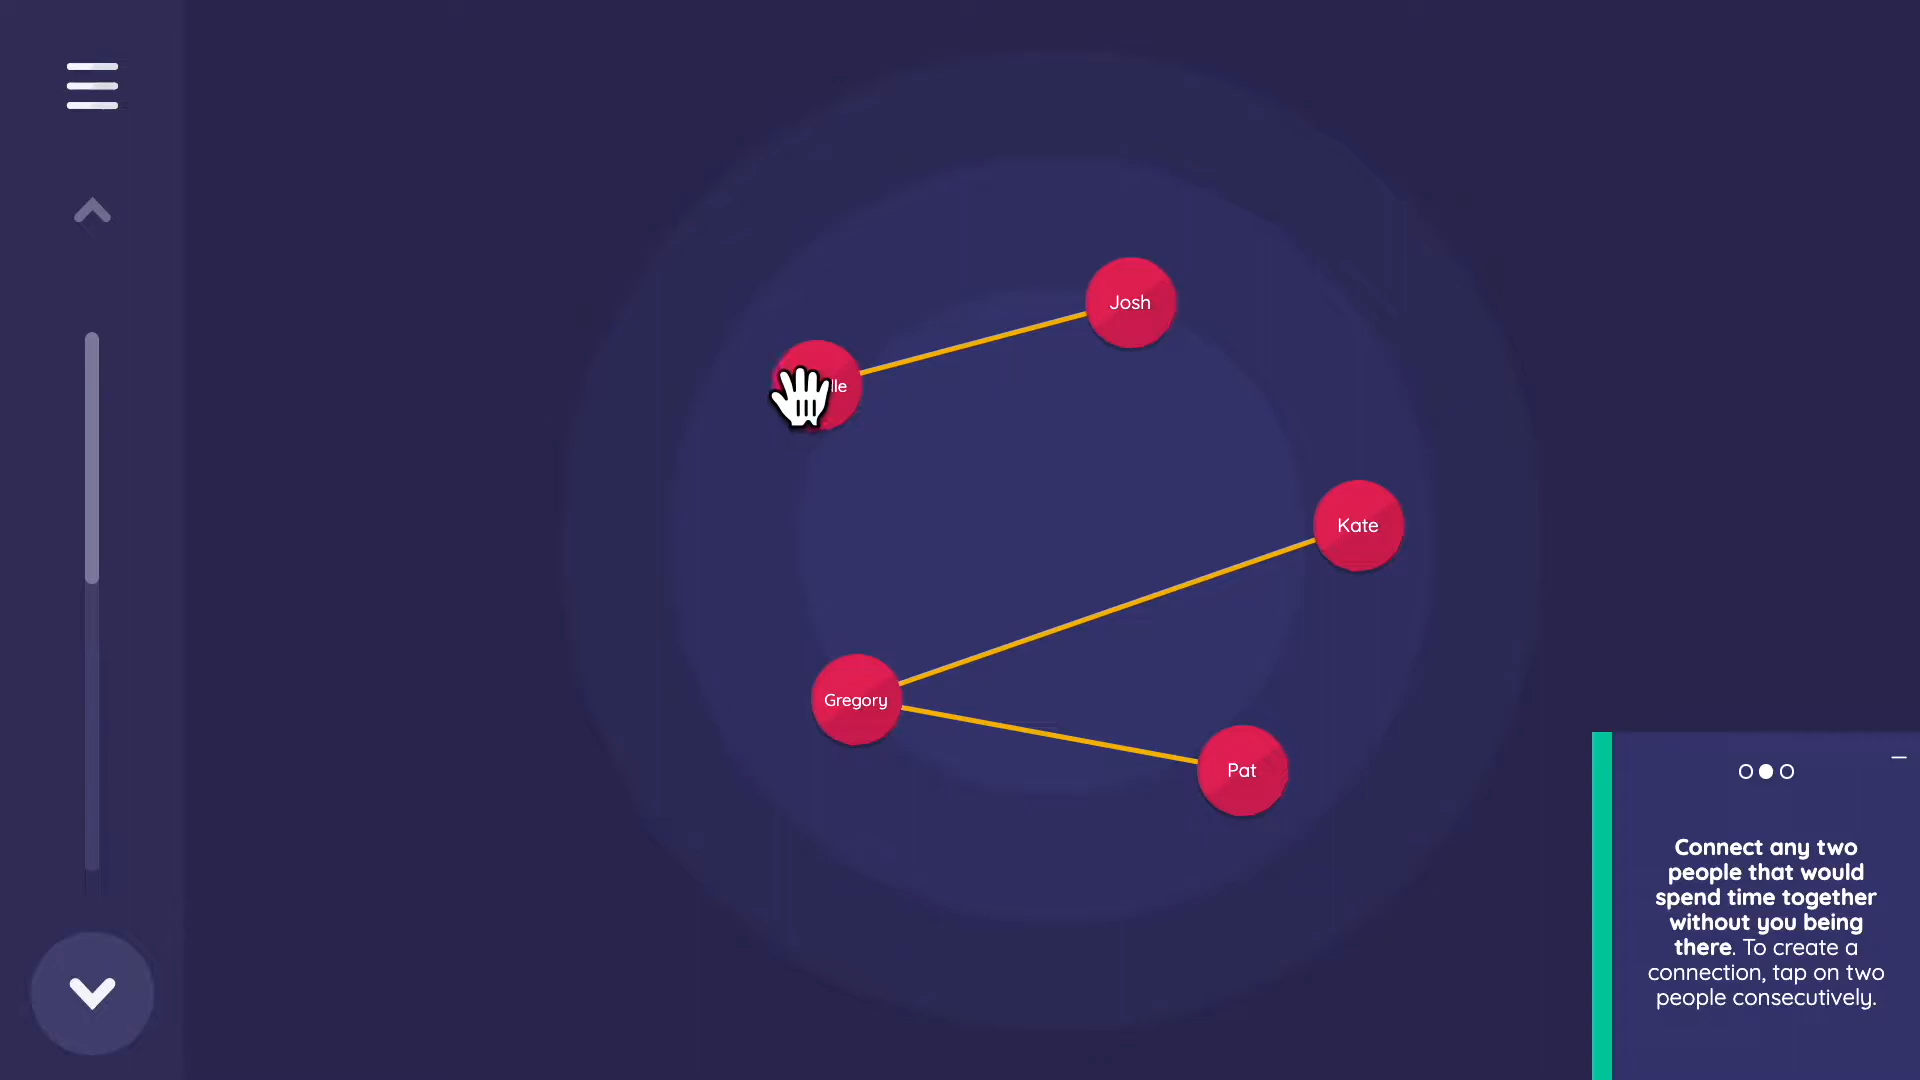 Josh
Kate
Gregory
Pat
Connect any two
people that would
spend time together
without you being
there. To create a
connection, tap on two
people consecutively.